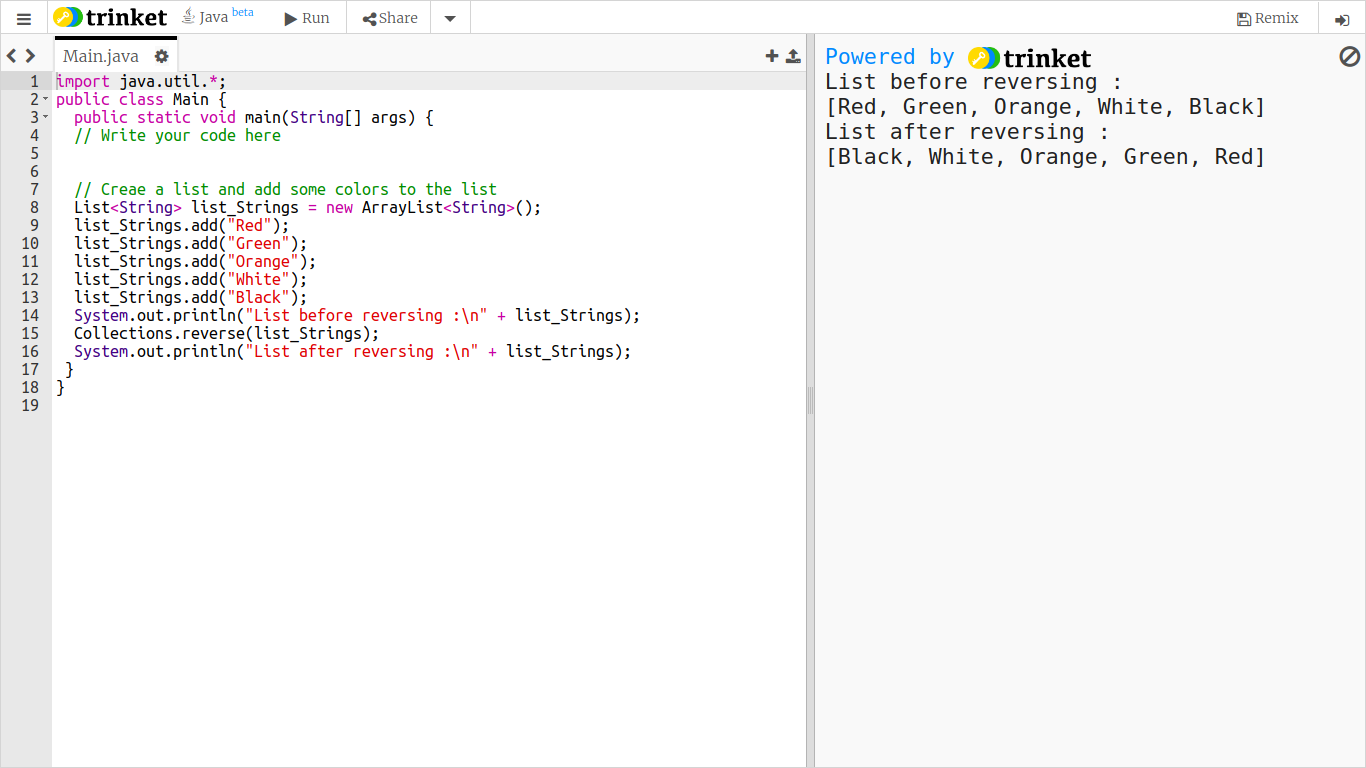 trinket Java beta Run Share Remix
Main.java
1 import java.util.*;
2 public class Main {
3   public static void main(String[] args) {
4   // Write your code here
5
6
7   // Creae a list and add some colors to the list
8   List<String> list_Strings = new ArrayList<String>();
9   list_Strings.add("Red");
10   list_Strings.add("Green");
11   list_Strings.add("Orange");
12   list_Strings.add("White");
13   list_Strings.add("Black");
14   System.out.println("List before reversing :\n" + list_Strings);
15   Collections.reverse(list_Strings);
16   System.out.println("List after reversing :\n" + list_Strings);
17  }
18 }
19
Powered by trinket
List before reversing :
[Red, Green, Orange, White, Black]
List after reversing :
[Black, White, Orange, Green, Red]